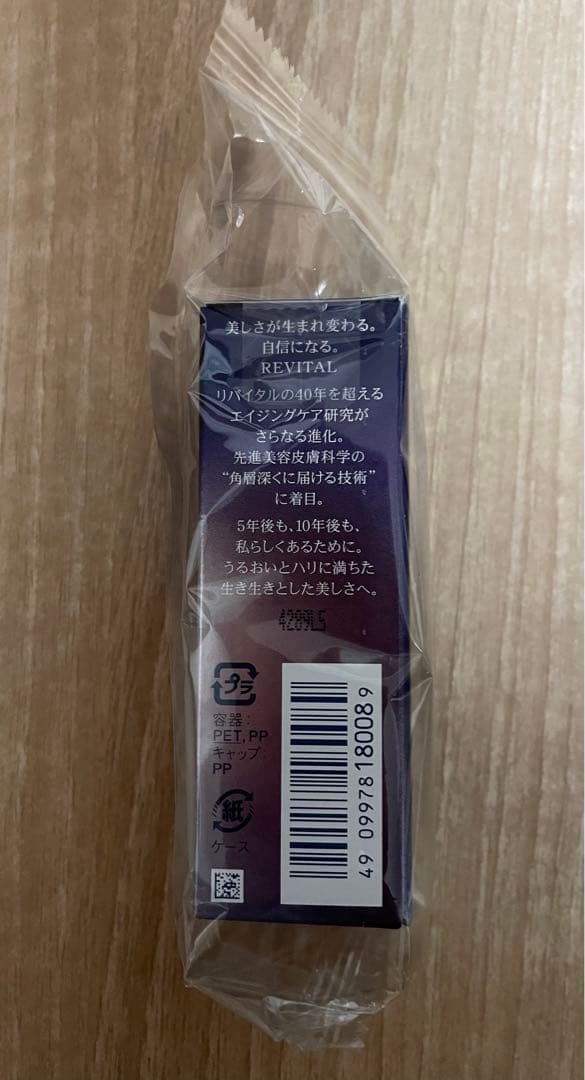 美しさが生まれ変わる。
自信になる。
REVITAL
リバイタルの40年を超える
エイジングケア研究が
さらなる進化。
先進美容皮膚科学の
“角層深くに届ける技術”
に着目。
5年後も、10年後も、
私らしくあるために。
うるおいとハリに満ちた
生き生きとした美しさへ。
4289LS
プラ
容器:
PET, PP
キャップ:
PP
紙
ケース
4909978180089